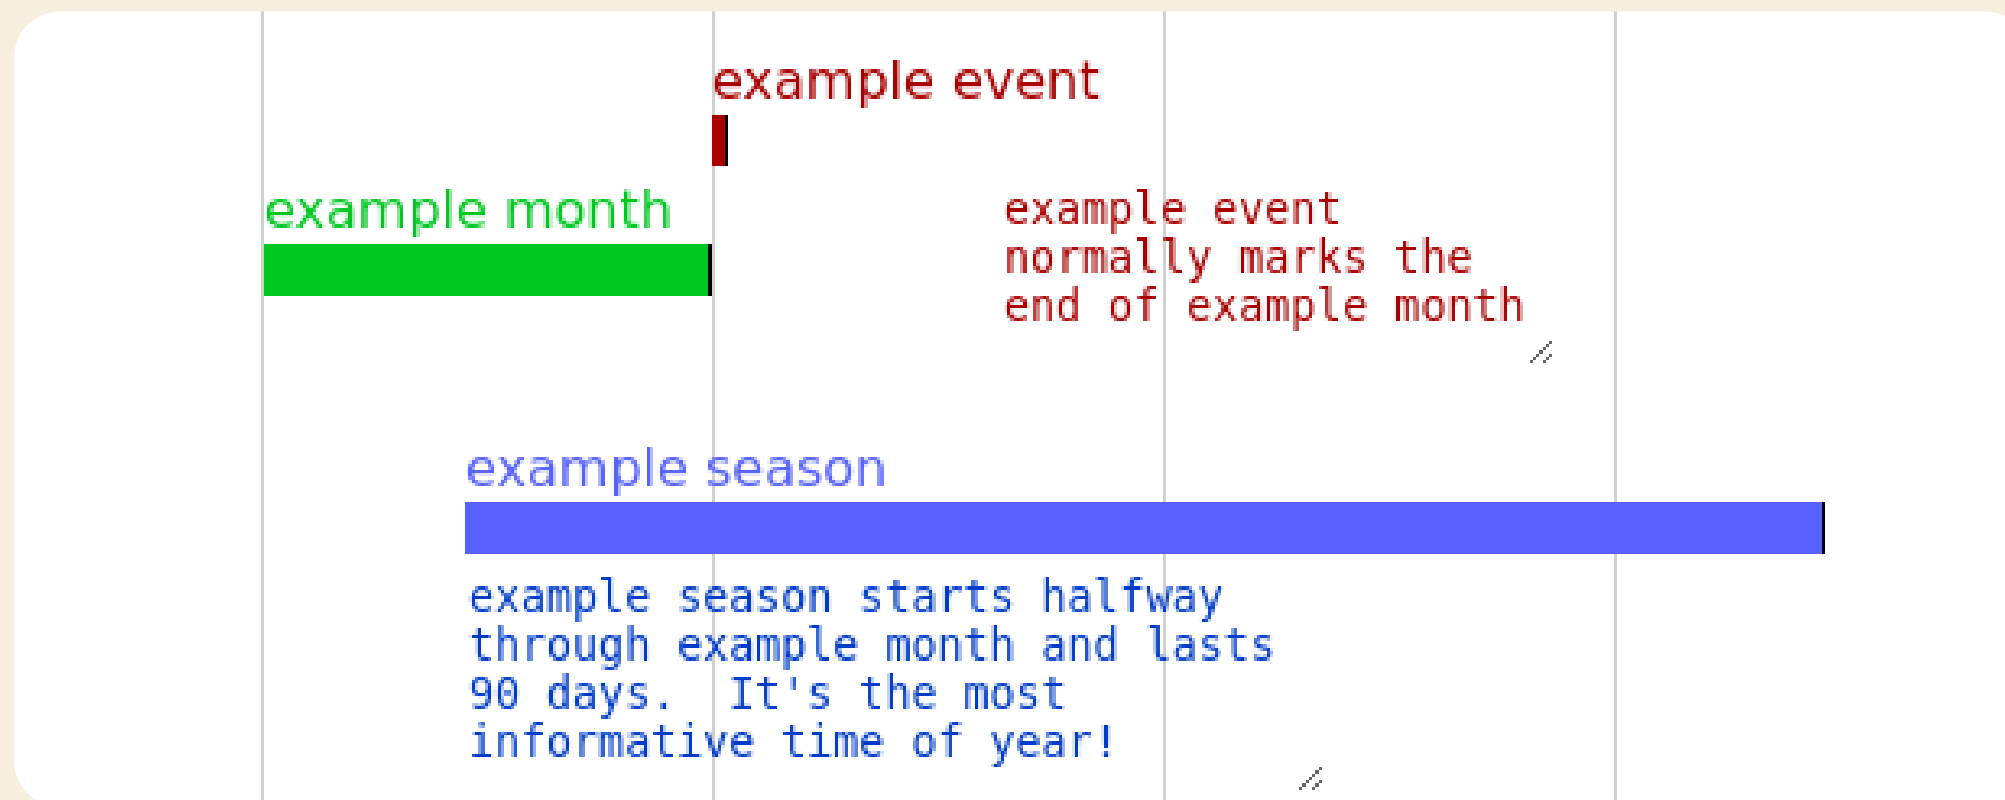 example event
example month
example event
normally marks the
end of example month
example season
example season starts halfway
through example month and lasts
90 days.  It's the most
informative time of year!